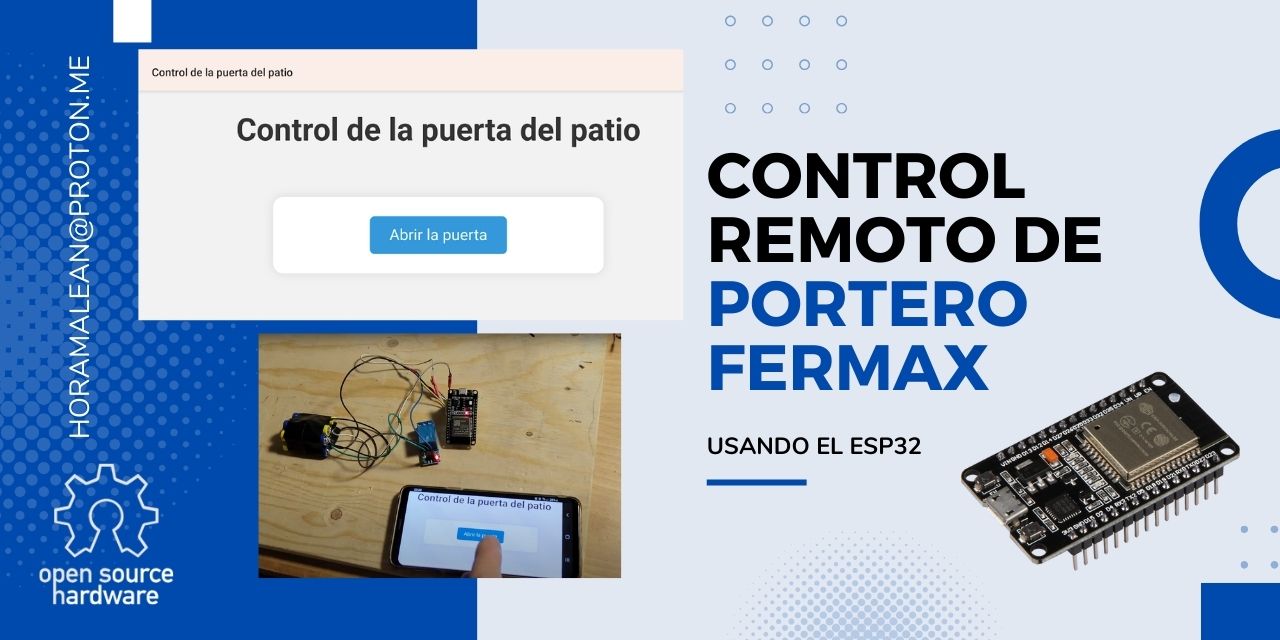 HORAMALEAN@PROTON.ME
Control de la puerta del patio
Control de la puerta del patio
Abrir la puerta
Control de la puerta del patio
Abrir la puerta
open source
hardware
CONTROL
REMOTO DE
PORTERO
FERMAX
USANDO EL ESP32